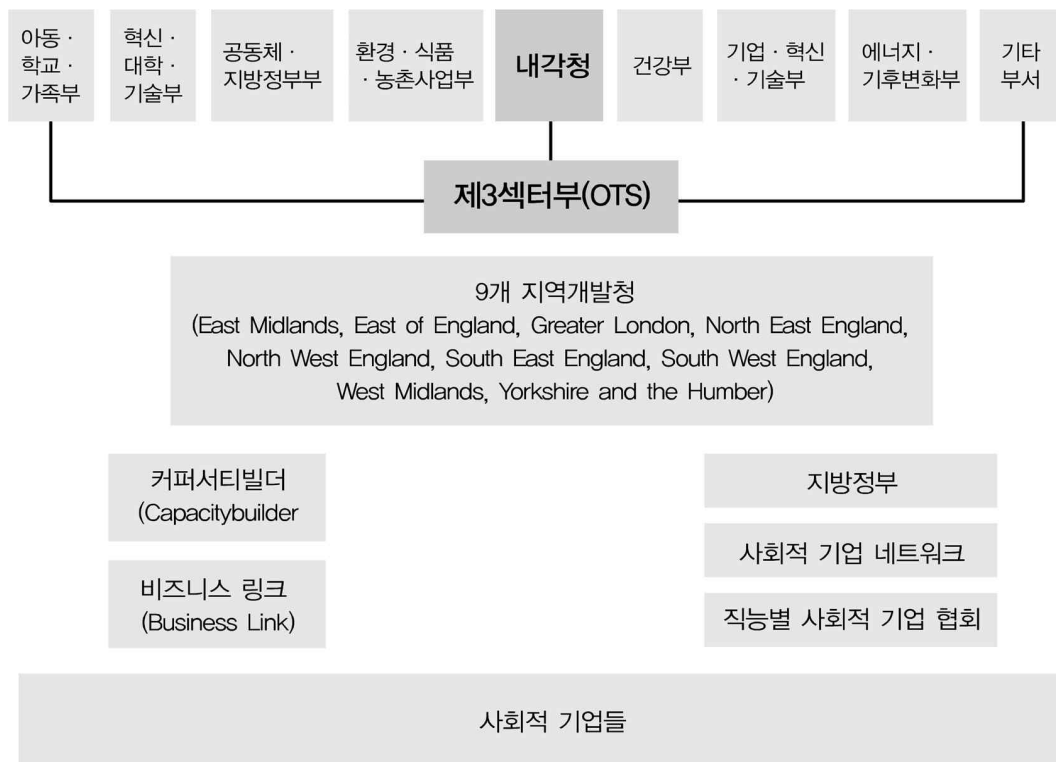 아동·
학교·
가족부
혁신·
대학·
기술부
공동체·
지방정부부
환경·식품
·농촌사업부
내각청
건강부
기업·혁신
·기술부
에너지·
기후변화부
기타
부서
제3섹터부(OTS)
9개 지역개발청
(East Midlands, East of England, Greater London, North East England,
North West England, South East England, South West England,
West Midlands, Yorkshire and the Humber)
커퍼서티빌더
(Capacitybuilder
비즈니스 링크
(Business Link)
지방정부
사회적 기업 네트워크
직능별 사회적 기업 협회
사회적 기업들